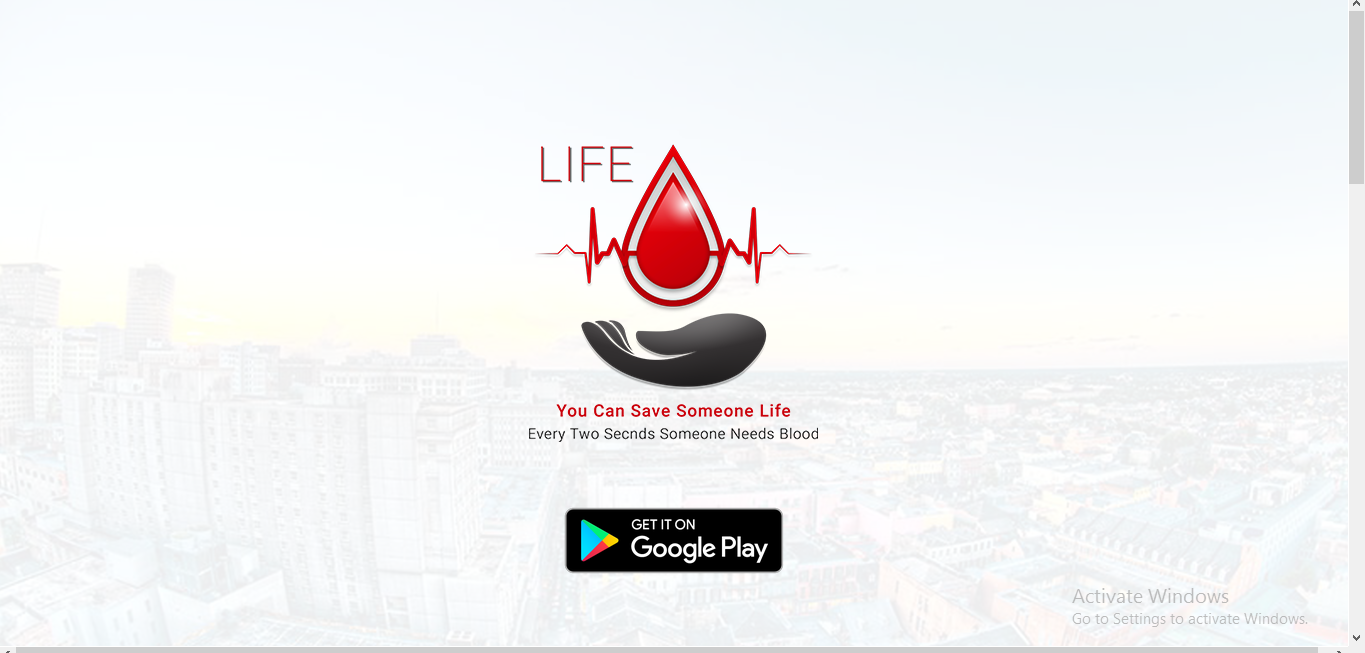 LIFE
You Can Save Someone Life
Every Two Secnds Someone Needs Blood
GET IT ON
Google Play
Activate Windows
Go to Settings to activate Windows.